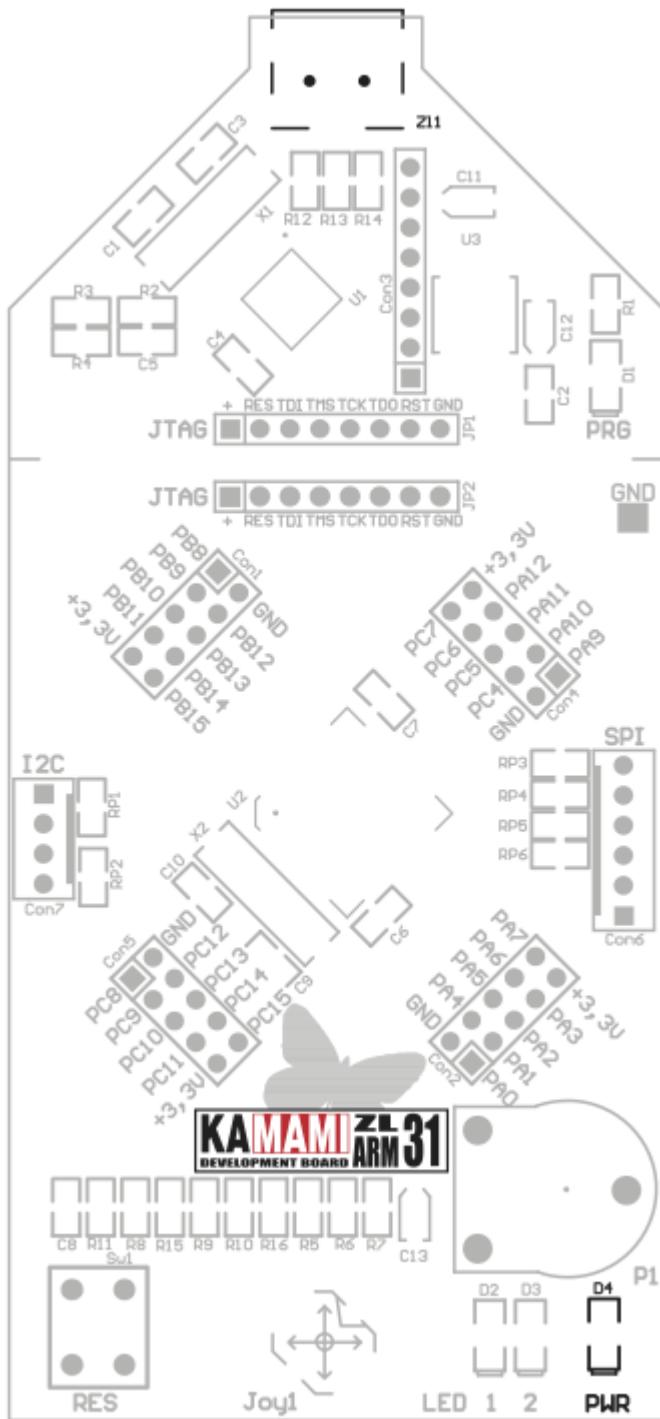 Z11
C3
C1
X1
R12 R13 R14
C11
U3
Con3
U1
R3 R2
R4 C5
C4
C12
R1
C2
D1
PRG
+ RES TDI TMS TCK TDO RST GND
JTAG
JP1
JTAG
JP2
+ RES TDI TMS TCK TDO RST GND
GND
PB8
PB9
PB10
PB11
+3,3V
Con1
GND
PB12
PB13
PB14
PB15
+3,3V
PA12
PA11
PA10
PA9
PC7
PC6
PC5
PC4
GND
Con4
C7
I2C
RP1
RP2
Con7
SPI
RP3
RP4
RP5
RP6
Con6
U2
X2
C10
C6
C9
Con5
GND
PC12
PC13
PC14
PC15
PC8
PC9
PC10
PC11
+3,3V
PA7
PA6
PA5
PA4
GND
+3,3V
PA3
PA2
PA1
PA0
Con2
KAMAMI ZL
DEVELOPMENT BOARD ARM 31
C8 R11 R8 R15 R9 R10 R16 R5 R6 R7 C13
Sw1
P1
D2 D3 D4
RES Joy1 LED 1 2 PWR